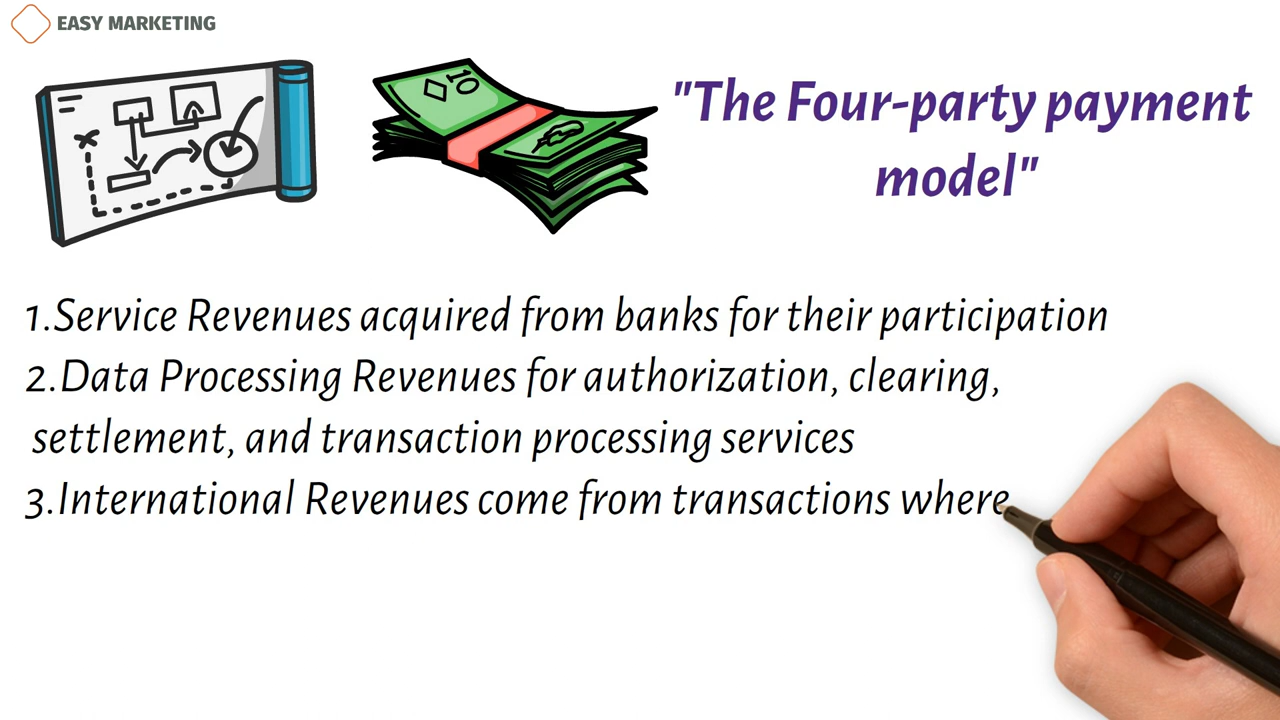 EASY MARKETING
"The Four-party payment
model"
1.Service Revenues acquired from banks for their participation
2.Data Processing Revenues for authorization, clearing,
settlement, and transaction processing services
3.International Revenues come from transactions where
10